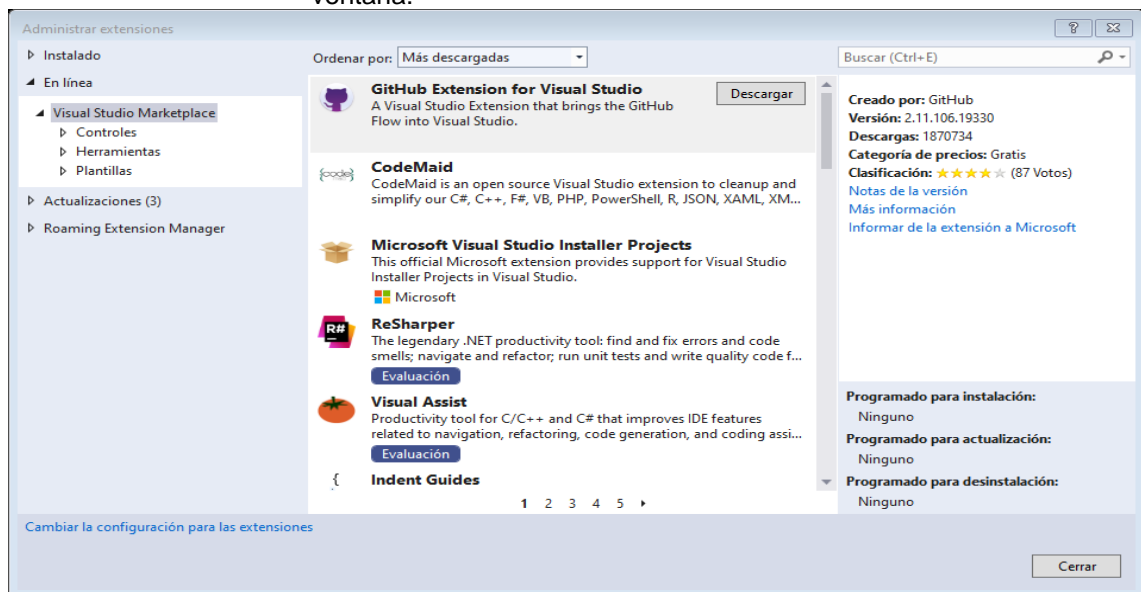 ventana.
Administrar extensiones
Instalado
En línea
Visual Studio Marketplace
Controles
Herramientas
Plantillas
Actualizaciones (3)
Roaming Extension Manager
Ordenar por: Más descargadas
GitHub Extension for Visual Studio
Descargar
A Visual Studio Extension that brings the GitHub
Flow into Visual Studio.
{code}
CodeMaid
CodeMaid is an open source Visual Studio extension to cleanup and
simplify our C#, C++, F#, VB, PHP, PowerShell, R, JSON, XAML, XM...
Microsoft Visual Studio Installer Projects
This official Microsoft extension provides support for Visual Studio
Installer Projects in Visual Studio.
Microsoft
R#
ReSharper
The legendary .NET productivity tool: find and fix errors and code
smells; navigate and refactor; run unit tests and write quality code f...
Evaluación
Visual Assist
Productivity tool for C/C++ and C# that improves IDE features
related to navigation, refactoring, code generation, and coding assi...
Evaluación
{
Indent Guides
1 2 3 4 5
Buscar (Ctrl+E)
Creado por: GitHub
Versión: 2.11.106.19330
Descargas: 1870734
Categoría de precios: Gratis
Clasificación: ★★★★☆ (87 Votos)
Notas de la versión
Más información
Informar de la extensión a Microsoft
Programado para instalación:
Ninguno
Programado para actualización:
Ninguno
Programado para desinstalación:
Ninguno
Cambiar la configuración para las extensiones
Cerrar